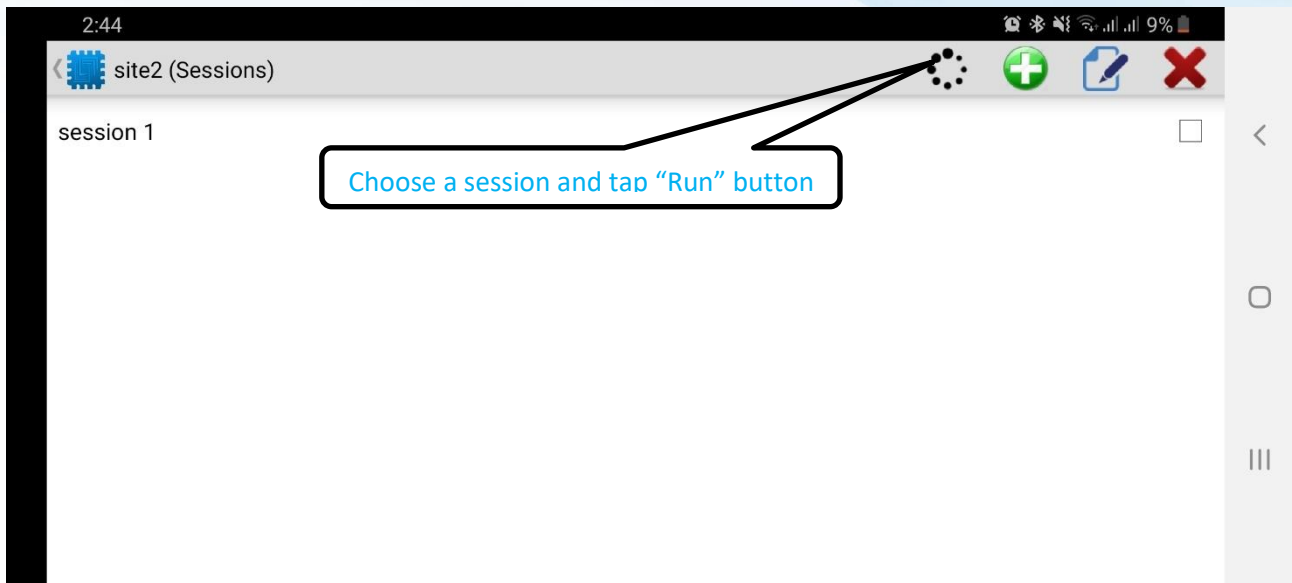 2:44
9%
site2 (Sessions)
session 1
Choose a session and tap “Run” button